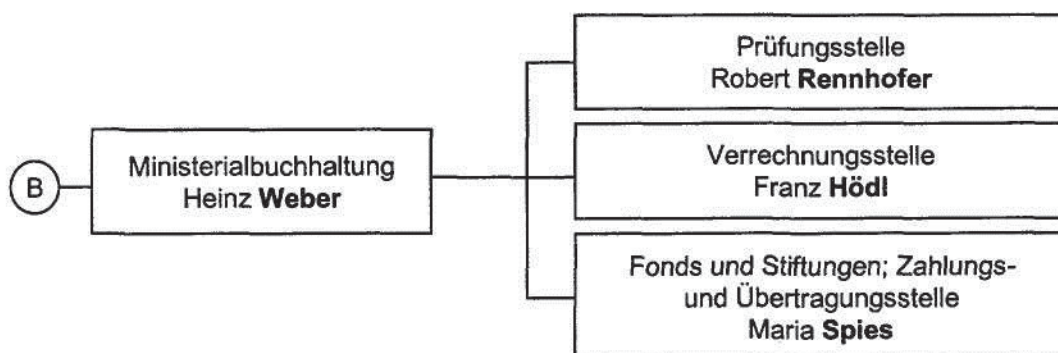 B
Ministerialbuchhaltung
Heinz Weber
Prüfungsstelle
Robert Rennhofer
Verrechnungsstelle
Franz Hödl
Fonds und Stiftungen; Zahlungs-
und Übertragungsstelle
Maria Spies